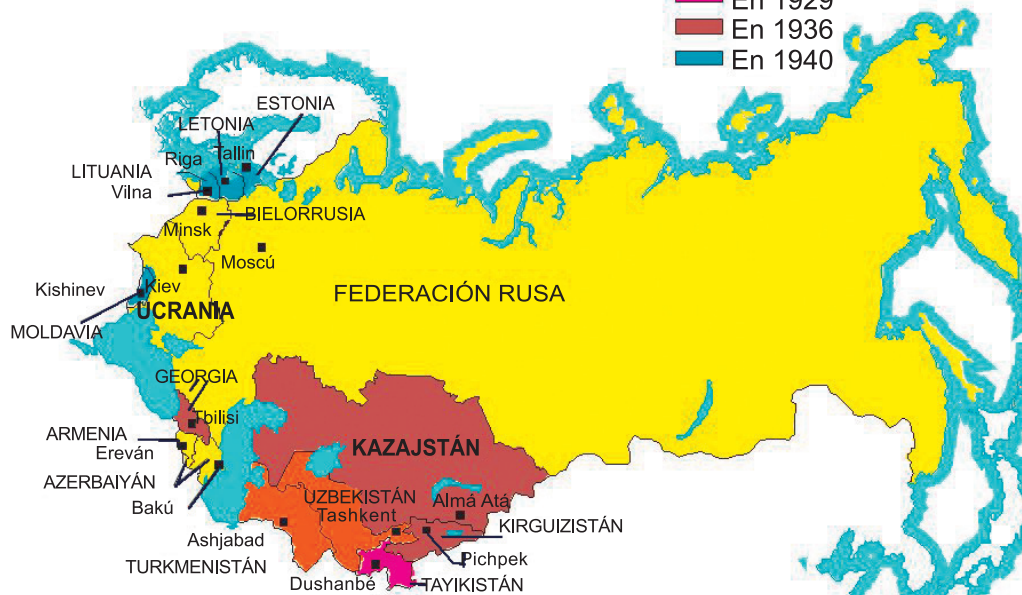 En 1929
En 1936
En 1940
ESTONIA
LETONIA
Riga
Tallin
LITUANIA
Vilna
BIELORRUSIA
Minsk
Moscú
Kishinev
Kiev
UCRANIA
FEDERACIÓN RUSA
MOLDAVIA
GEORGIA
Tbilisi
ARMENIA
Ereván
KAZAJSTÁN
AZERBAIYÁN
Bakú
UZBEKISTÁN
Almá Atá
Tashkent
KIRGUIZISTÁN
Ashjabad
Pichpek
TURKMENISTÁN
Dushanbé
TAYIKISTÁN